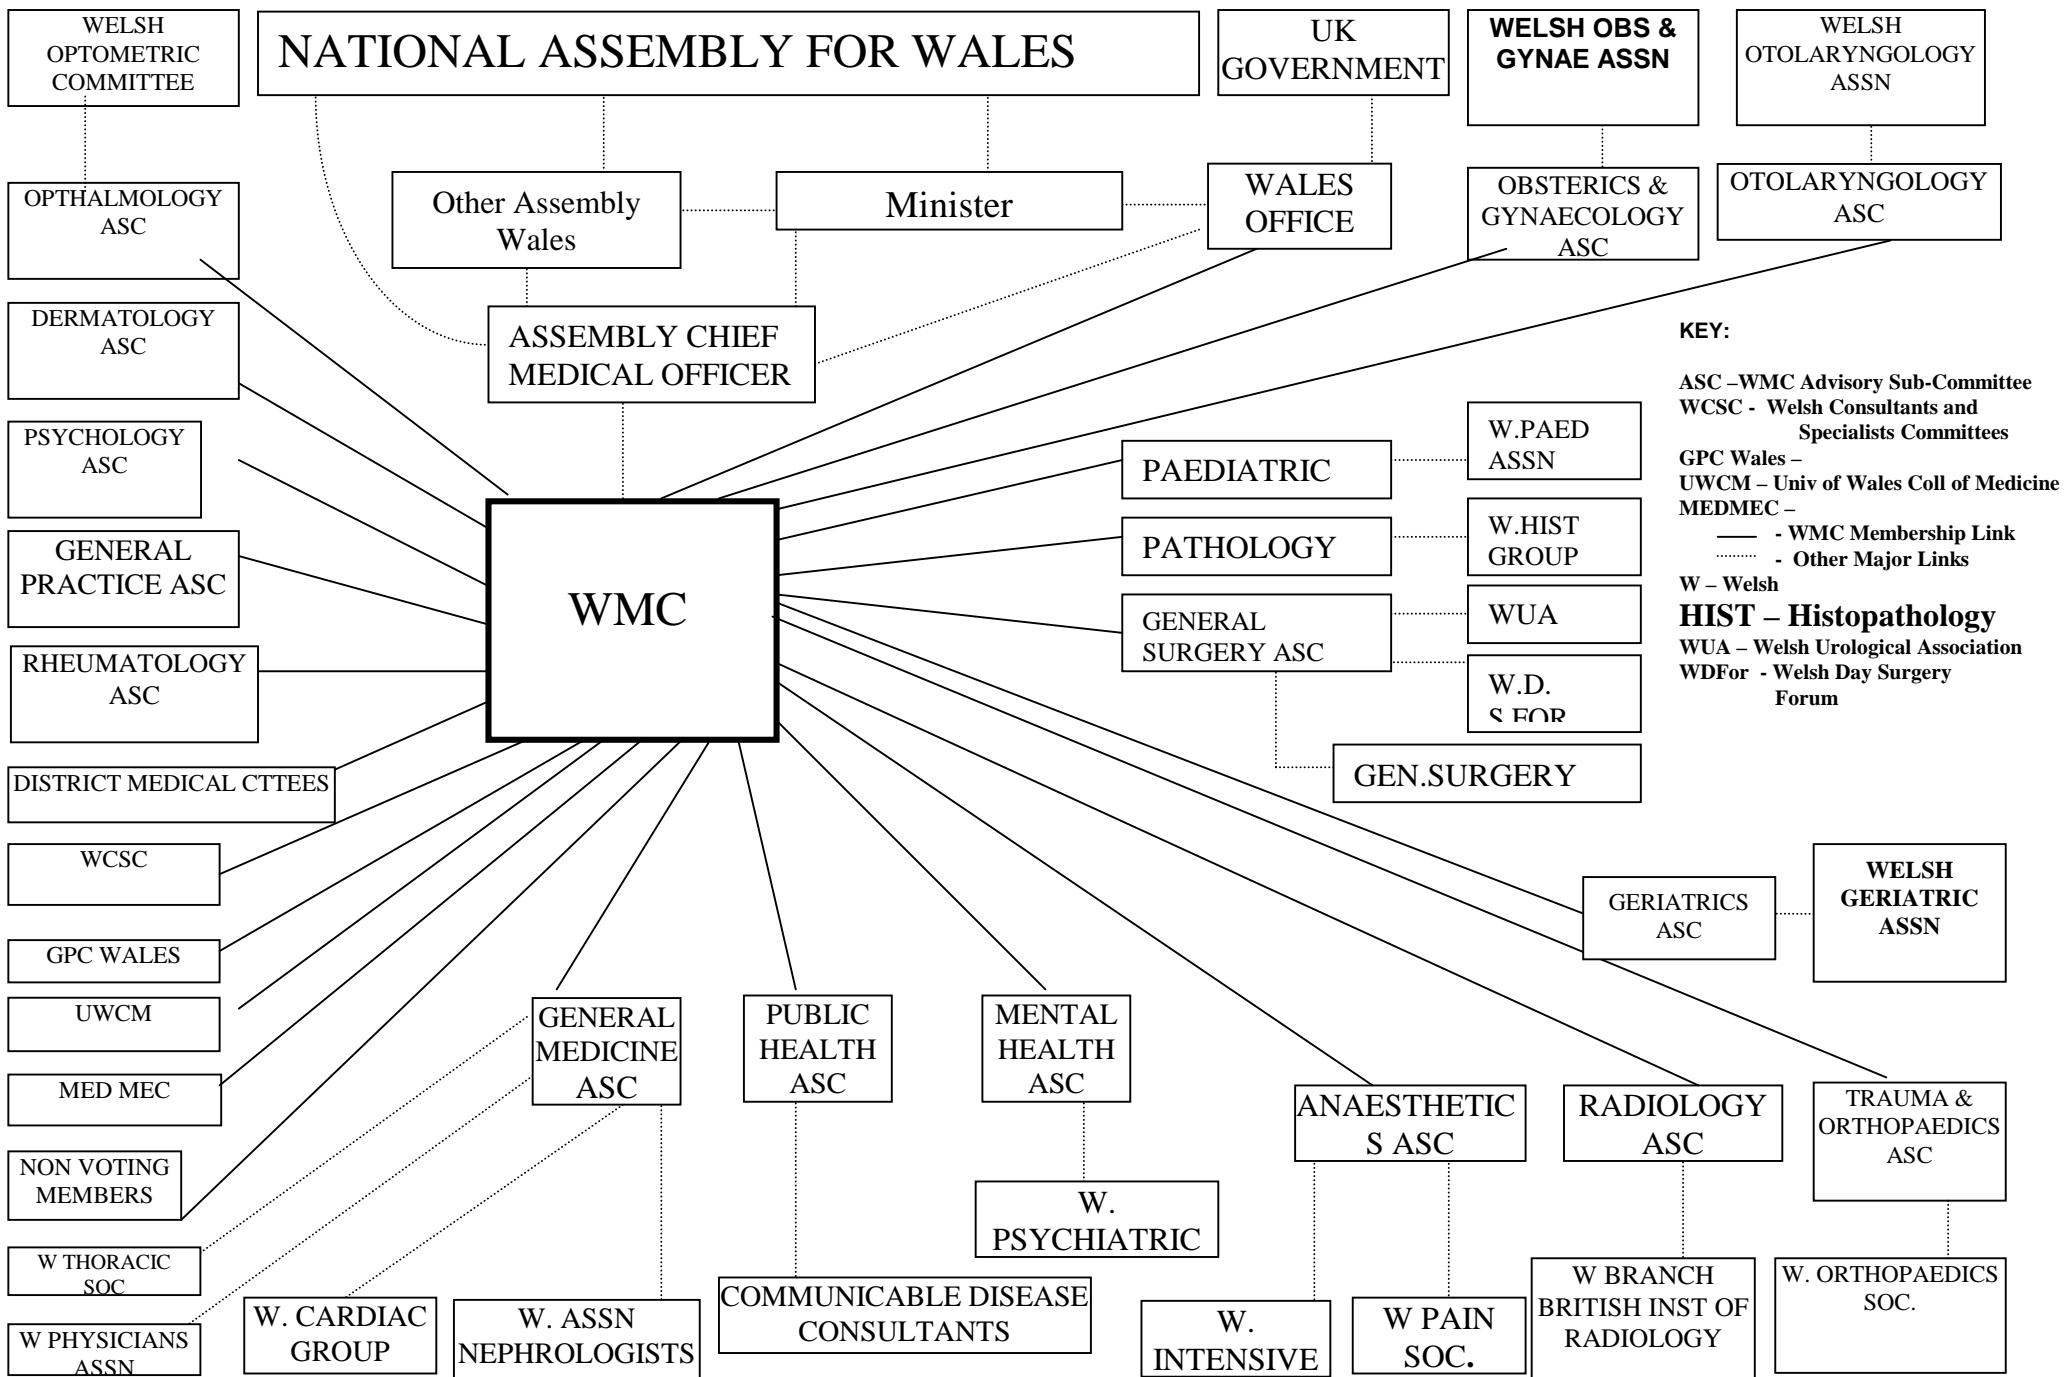 WELSH
OPTOMETRIC
COMMITTEE
NATIONAL ASSEMBLY FOR WALES
UK
GOVERNMENT
WELSH OBS &
GYNAE ASSN
WELSH
OTOLARYNGOLOGY
ASSN
OPTHALMOLOGY
ASC
Other Assembly
Wales
Minister
WALES
OFFICE
OBSTERICS &
GYNAECOLOGY
ASC
OTOLARYNGOLOGY
ASC
DERMATOLOGY
ASC
ASSEMBLY CHIEF
MEDICAL OFFICER
KEY:
ASC –WMC Advisory Sub-Committee
WCSC - Welsh Consultants and
Specialists Committees
GPC Wales –
UWCM – Univ of Wales Coll of Medicine
MEDMEC –
- WMC Membership Link
- Other Major Links
W – Welsh
HIST – Histopathology
WUA – Welsh Urological Association
WDFor - Welsh Day Surgery
Forum
PSYCHOLOGY
ASC
GENERAL
PRACTICE ASC
RHEUMATOLOGY
ASC
WMC
PAEDIATRIC
W.PAED
ASSN
PATHOLOGY
W.HIST
GROUP
GENERAL
SURGERY ASC
WUA
W.D.
S.FOR
GEN.SURGERY
DISTRICT MEDICAL CTTEES
WCSC
GPC WALES
UWCM
MED MEC
NON VOTING
MEMBERS
W THORACIC
SOC
W PHYSICIANS
ASSN
GERIATRICS
ASC
WELSH
GERIATRIC
ASSN
GENERAL
MEDICINE
ASC
PUBLIC
HEALTH
ASC
MENTAL
HEALTH
ASC
ANAESTHETIC
S ASC
RADIOLOGY
ASC
TRAUMA &
ORTHOPAEDICS
ASC
W. CARDIAC
GROUP
W. ASSN
NEPHROLOGISTS
COMMUNICABLE DISEASE
CONSULTANTS
W.
PSYCHIATRIC
W.
INTENSIVE
W PAIN
SOC.
W BRANCH
BRITISH INST OF
RADIOLOGY
W. ORTHOPAEDICS
SOC.